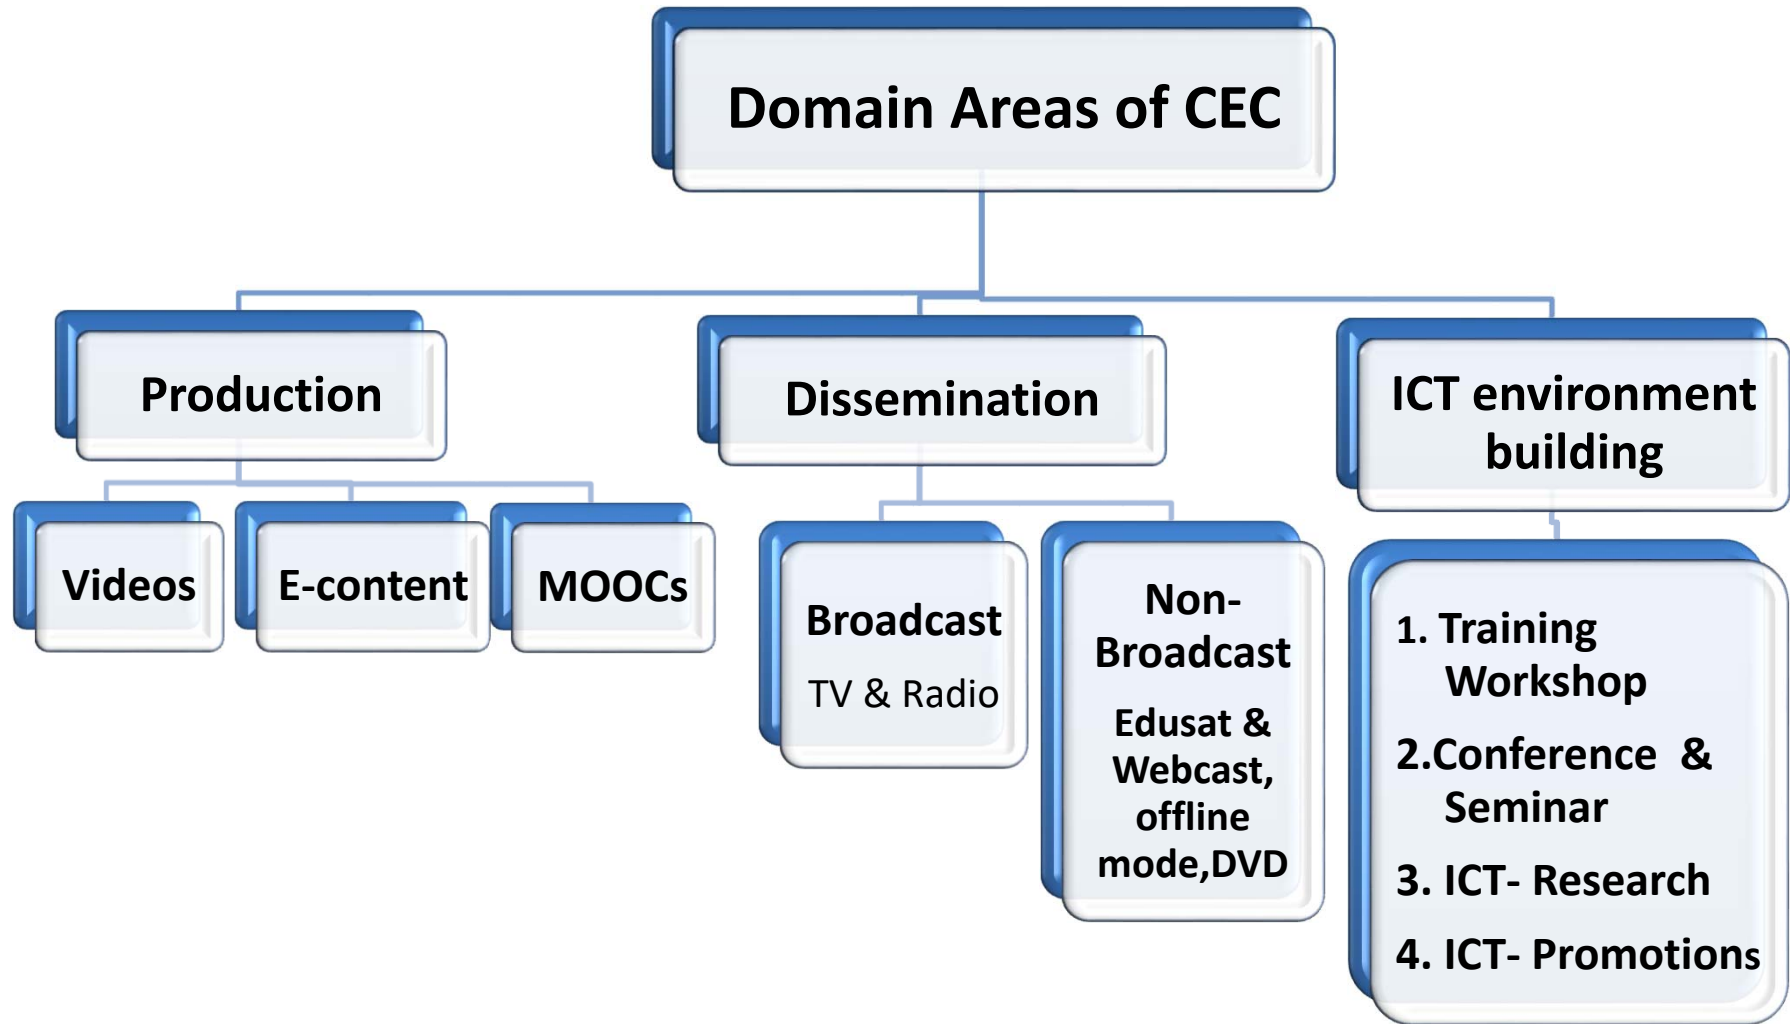 Domain Areas of CEC
Production
Dissemination
ICT environment
building
Videos
E-content
MOOCs
Broadcast
TV & Radio
Non-
Broadcast
Edusat &
Webcast,
offline
mode,DVD
1. Training
Workshop
2.Conference & 
Seminar
3. ICT- Research
4. ICT- Promotions